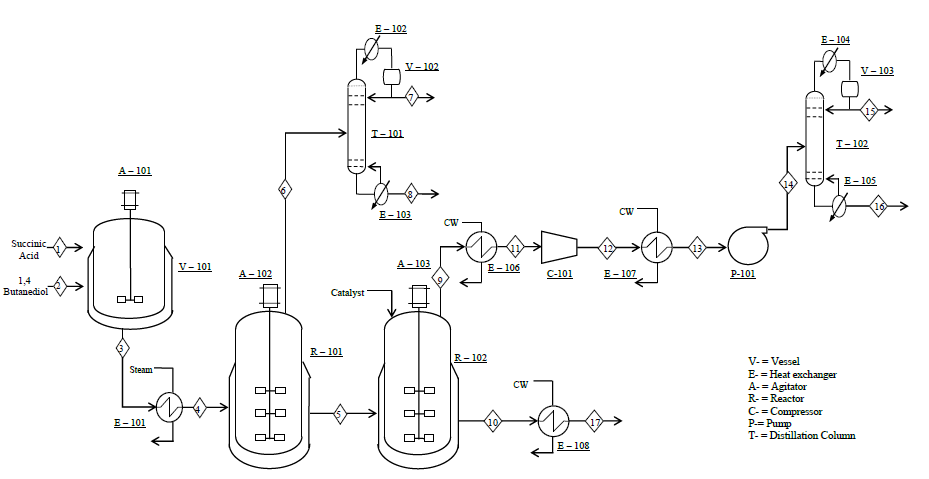 E – 102
V – 102
7
T – 101
6
8
E – 103
E – 104
V – 103
15
T – 102
14
E – 105
16
A – 101
Succinic
Acid
1
1,4
Butanediol
2
V – 101
3
Steam
4
E – 101
A – 102
R – 101
5
Catalyst
A – 103
9
R – 102
CW
11
E – 106
C-101
12
CW
13
E – 107
P-101
10
CW
17
E – 108
V- = Vessel
E- = Heat exchanger
A- = Agitator
R- = Reactor
C- = Compressor
P-= Pump
T- = Distillation Column